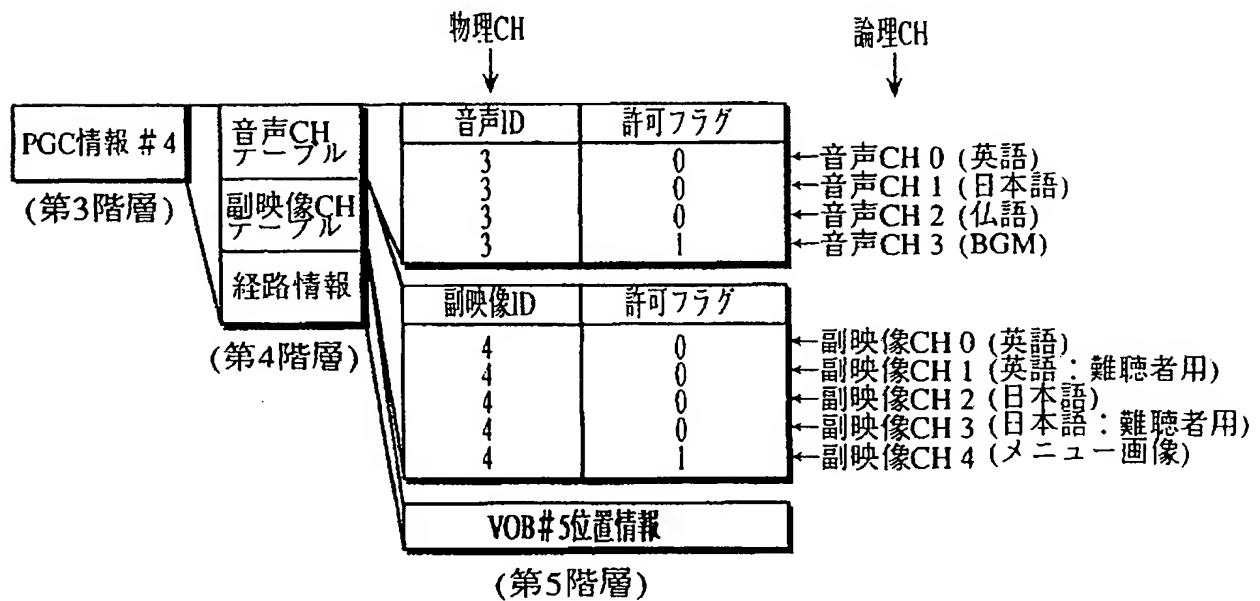 物理CH
論理CH
PGC情報 #4
(第3階層)
音声CH
テーブル
副映像CH
テーブル
経路情報
(第4階層)
音声ID 許可フラグ
3 0 ←音声CH 0 (英語)
3 0 ←音声CH 1 (日本語)
3 0 ←音声CH 2 (仏語)
3 1 ←音声CH 3 (BGM)
副映像ID 許可フラグ
4 0 ←副映像CH 0 (英語)
4 0 ←副映像CH 1 (英語：難聴者用)
4 0 ←副映像CH 2 (日本語)
4 0 ←副映像CH 3 (日本語：難聴者用)
4 1 ←副映像CH 4 (メニュー画像)
VOB#5位置情報
(第5階層)